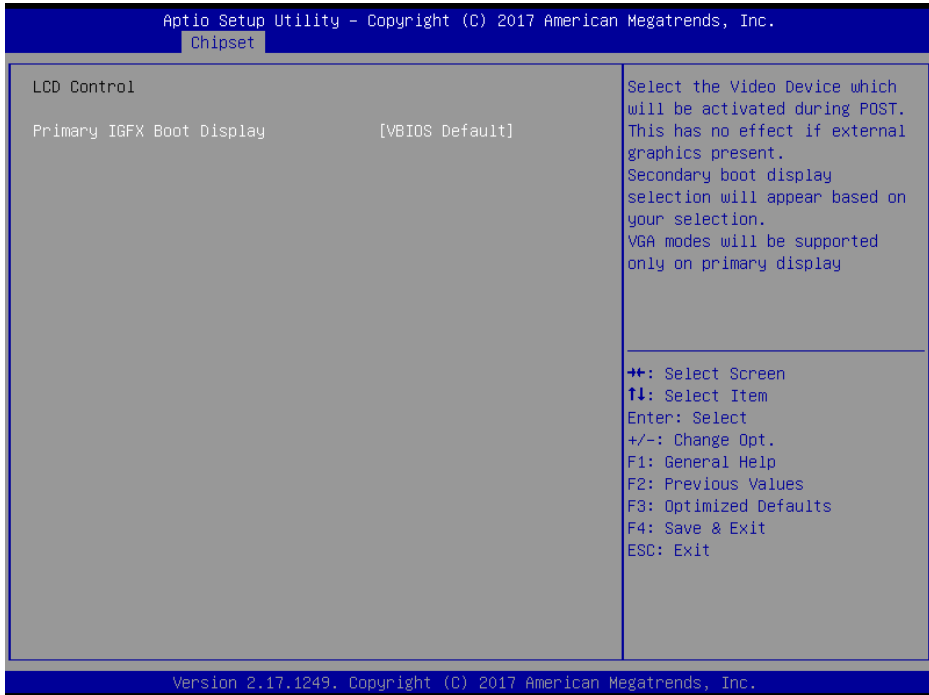 Aptio Setup Utility – Copyright (C) 2017 American Megatrends, Inc.
Chipset
LCD Control
Primary IGFX Boot Display [VBIOS Default]
Select the Video Device which
will be activated during POST.
This has no effect if external
graphics present.
Secondary boot display
selection will appear based on
your selection.
VGA modes will be supported
only on primary display
→←: Select Screen
↑↓: Select Item
Enter: Select
+/-: Change Opt.
F1: General Help
F2: Previous Values
F3: Optimized Defaults
F4: Save & Exit
ESC: Exit
Version 2.17.1249. Copyright (C) 2017 American Megatrends, Inc.